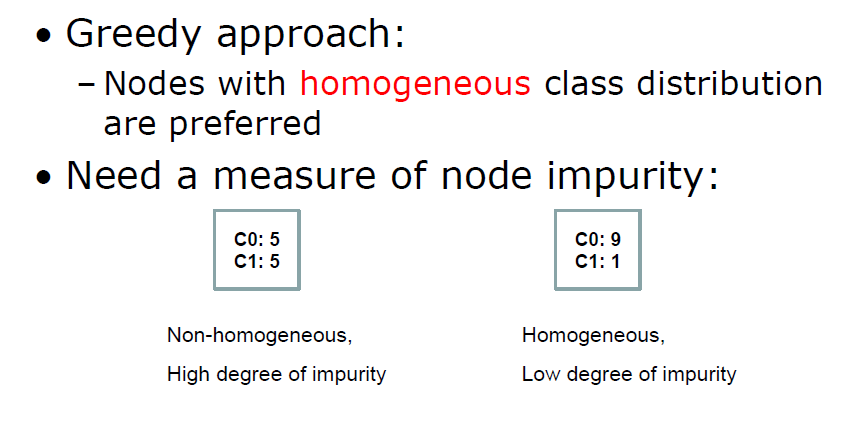 • Greedy approach:
– Nodes with homogeneous class distribution
are preferred
• Need a measure of node impurity:
C0: 5
C1: 5
C0: 9
C1: 1
Non-homogeneous,
High degree of impurity
Homogeneous,
Low degree of impurity